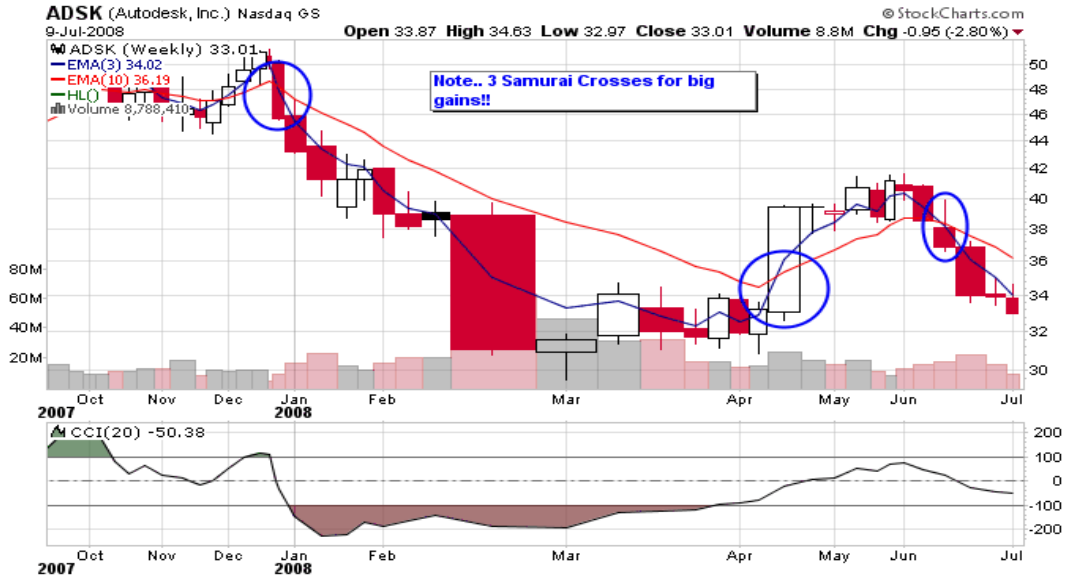 ADSK (Autodesk, Inc.) Nasdaq GS © StockCharts.com
9-Jul-2008 Open 33.87 High 34.63 Low 32.97 Close 33.01 Volume 8.8M Chg -0.95 (-2.80%)
ADSK (Weekly) 33.01
EMA(3) 34.02
EMA(10) 36.19
HL()
Volume 8,788,410
Note.. 3 Samurai Crosses for big
gains!!
50
48
46
44
42
40
38
36
34
32
30
80M
60M
40M
20M
Oct Nov Dec Jan Feb Mar Apr May Jun Jul
2007 2008
CCI(20) -50.38
200
100
0
-100
-200
Oct Nov Dec Jan Feb Mar Apr May Jun Jul
2007 2008